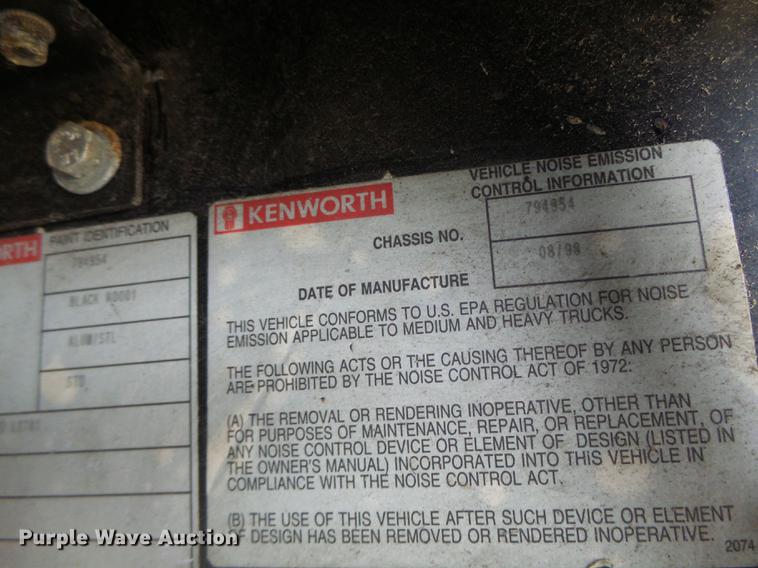 ORTH PAINT IDENTIFICATION
794954
BLACK N0001
ALUM/STL
STD
KENWORTH
VEHICLE NOISE EMISSION
CONTROL INFORMATION
CHASSIS NO. 794954
DATE OF MANUFACTURE 08/98
THIS VEHICLE CONFORMS TO U.S. EPA REGULATION FOR NOISE
EMISSION APPLICABLE TO MEDIUM AND HEAVY TRUCKS.
THE FOLLOWING ACTS OR THE CAUSING THEREOF BY ANY PERSON
ARE PROHIBITED BY THE NOISE CONTROL ACT OF 1972:
(A) THE REMOVAL OR RENDERING INOPERATIVE, OTHER THAN
FOR PURPOSES OF MAINTENANCE, REPAIR, OR REPLACEMENT, OF
ANY NOISE CONTROL DEVICE OR ELEMENT OF DESIGN (LISTED IN
THE OWNER'S MANUAL) INCORPORATED INTO THIS VEHICLE IN
COMPLIANCE WITH THE NOISE CONTROL ACT.
(B) THE USE OF THIS VEHICLE AFTER SUCH DEVICE OR ELEMENT
OF DESIGN HAS BEEN REMOVED OR RENDERED INOPERATIVE.
2074
Purple Wave Auction